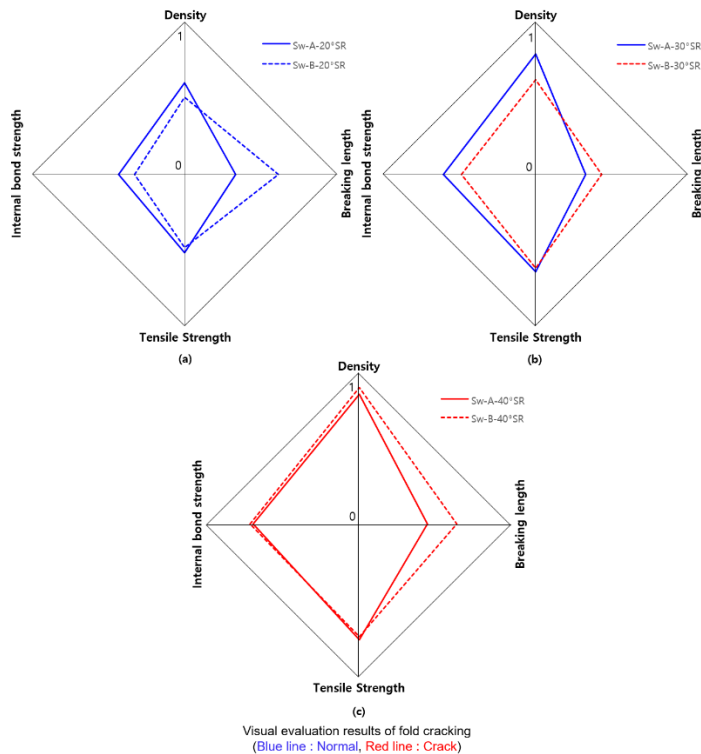 Density
1
Sw-A-20°SR
Sw-B-20°SR
0
Internal bond strength
Breaking length
Tensile Strength
(a)
Density
1
Sw-A-30°SR
Sw-B-30°SR
0
Internal bond strength
Breaking length
Tensile Strength
(b)
Density
1
Sw-A-40°SR
Sw-B-40°SR
0
Internal bond strength
Breaking length
Tensile Strength
(c)
Visual evaluation results of fold cracking
(Blue line : Normal, Red line : Crack)